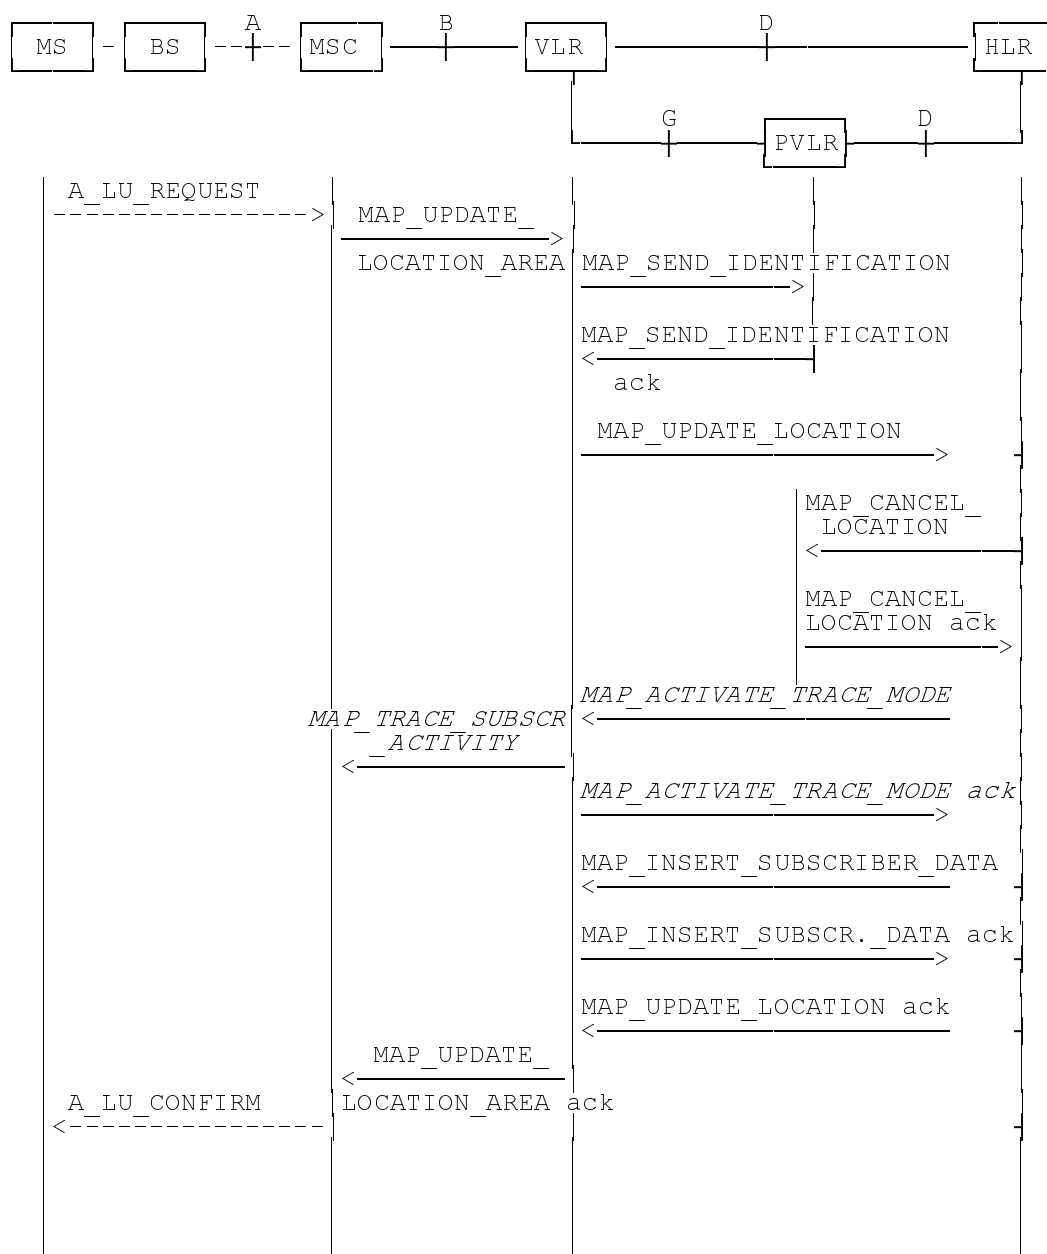 A B D
MS BS MSC VLR HLR
G D
PVLR
A_LU_REQUEST
MAP_UPDATE_
LOCATION_AREA MAP_SEND_IDENTIFICATION
MAP_SEND_IDENTIFICATION
ack
MAP_UPDATE_LOCATION
MAP_CANCEL_
LOCATION
MAP_CANCEL_
LOCATION ack
MAP_ACTIVATE_TRACE_MODE
MAP_TRACE_SUBSCR
_ACTIVITY
MAP_ACTIVATE_TRACE_MODE ack
MAP_INSERT_SUBSCRIBER_DATA
MAP_INSERT_SUBSCR._DATA ack
MAP_UPDATE_LOCATION ack
MAP_UPDATE_
A_LU_CONFIRM LOCATION_AREA ack